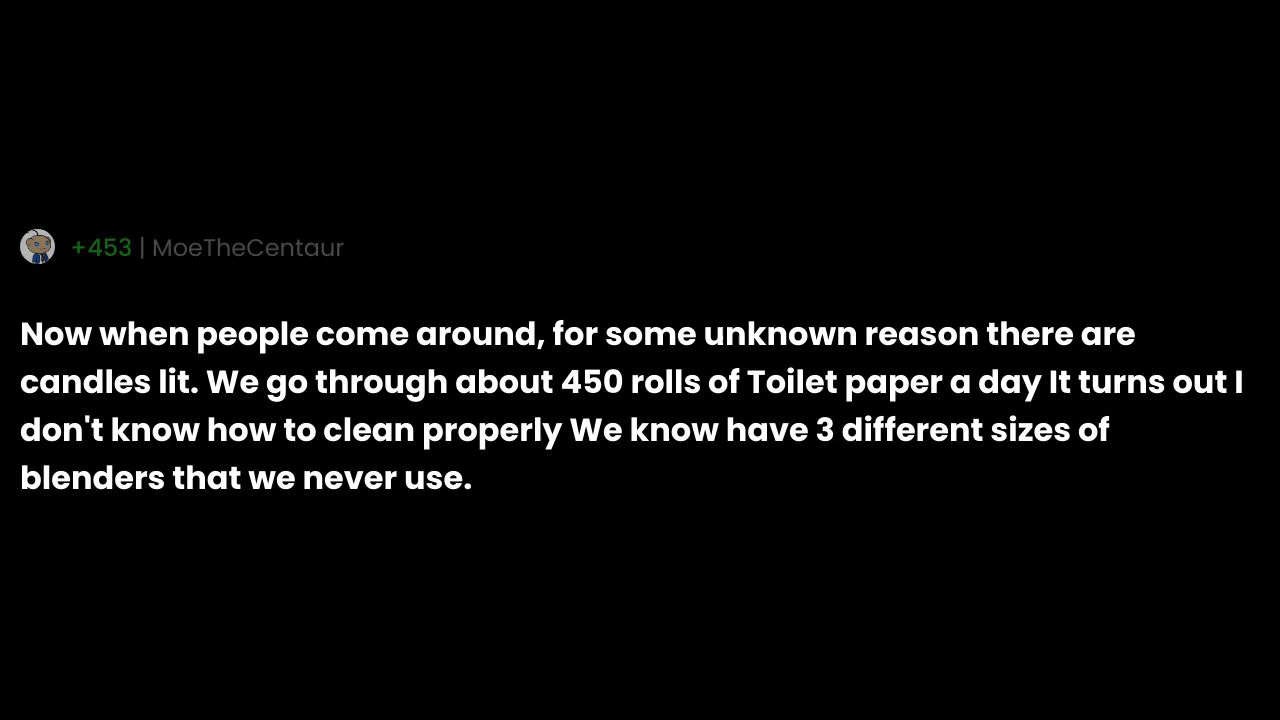 +453 | MoeTheCentaur
Now when people come around, for some unknown reason there are
candles lit. We go through about 450 rolls of Toilet paper a day It turns out I
don't know how to clean properly We know have 3 different sizes of
blenders that we never use.